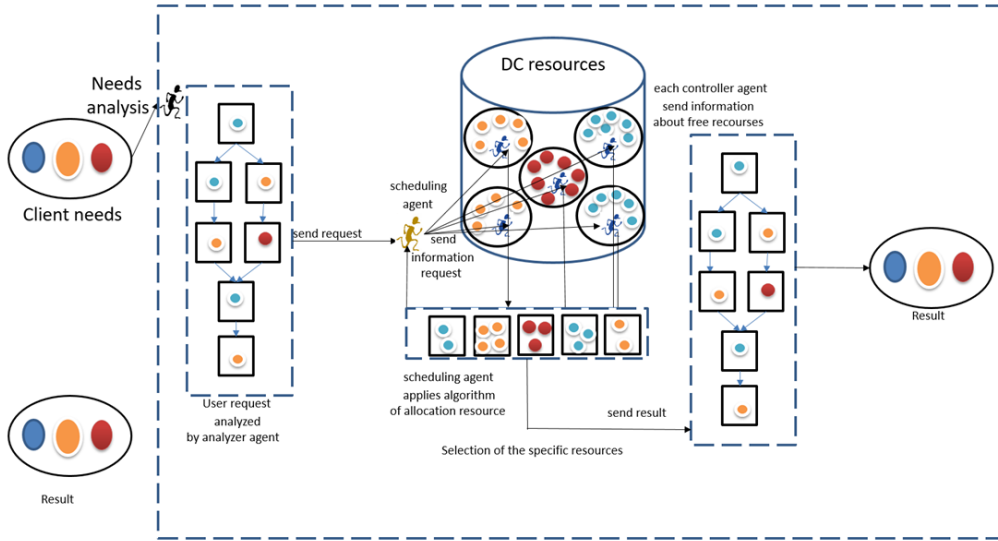 Needs
analysis
Client needs
DC resources
each controller agent
send information
about free recourses
scheduling
agent
send request
send
information
request
User request
analyzed
by analyzer agent
scheduling agent
applies algorithm
of allocation resource
send result
Selection of the specific resources
Result
Result